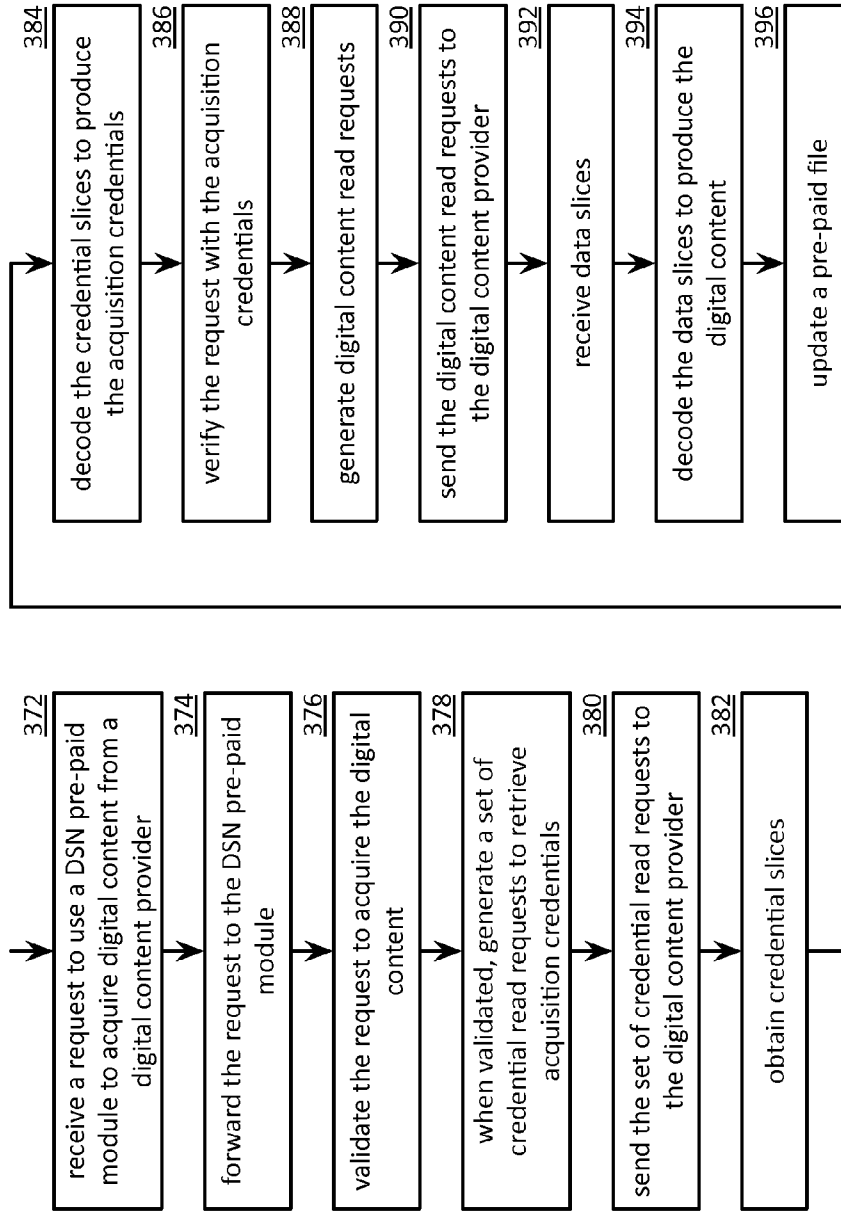 372
receive a request to use a DSN pre-paid
module to acquire digital content from a
digital content provider
374
forward the request to the DSN pre-paid
module
376
validate the request to acquire the digital
content
378
when validated, generate a set of
credential read requests to retrieve
acquisition credentials
380
send the set of credential read requests to
the digital content provider
382
obtain credential slices
384
decode the credential slices to produce
the acquisition credentials
386
verify the request with the acquisition
credentials
388
generate digital content read requests
390
send the digital content read requests to
the digital content provider
392
receive data slices
394
decode the data slices to produce the
digital content
396
update a pre-paid file